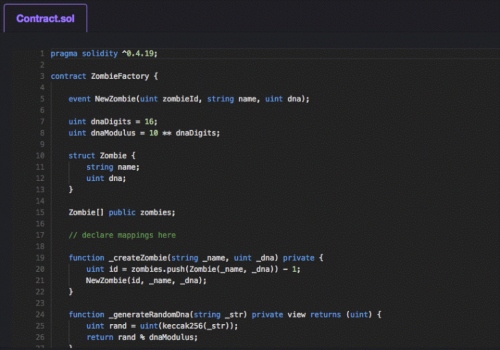 Contract.sol
1 pragma solidity ^0.4.19;
2
3 contract ZombieFactory {
4
5 event NewZombie(uint zombieId, string name, uint dna);
6
7 uint dnaDigits = 16;
8 uint dnaModulus = 10 ** dnaDigits;
9
10 struct Zombie {
11 string name;
12 uint dna;
13 }
14
15 Zombie[] public zombies;
16
17 // declare mappings here
18
19 function _createZombie(string _name, uint _dna) private {
20 uint id = zombies.push(Zombie(_name, _dna)) - 1;
21 NewZombie(id, _name, _dna);
22 }
23
24 function _generateRandomDna(string _str) private view returns (uint) {
25 uint rand = uint(keccak256(_str));
26 return rand % dnaModulus;